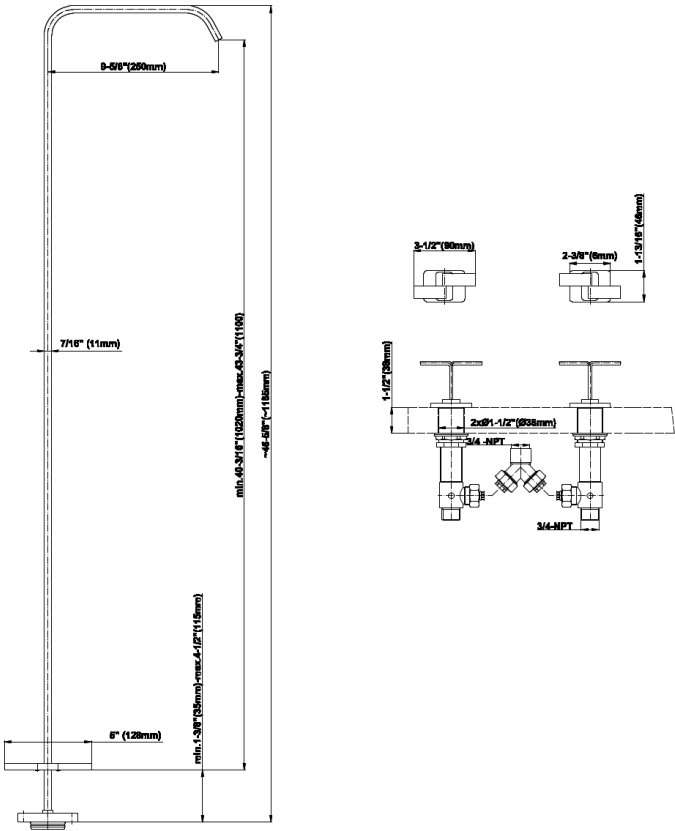 9-5/8"(250mm)
3-1/2"(90mm)
2-3/8"(6mm)
1-13/16"(46mm)
7/16" (11mm)
min.40-3/16"(1020mm)-max.43-3/4"(1100)
~46-5/8"(~1185mm)
1-1/2"(38mm)
2xØ1-1/2"(Ø38mm)
3/4 -NPT
3/4-NPT
min.1-3/8"(35mm)-max.4-1/2"(115mm)
5" (128mm)